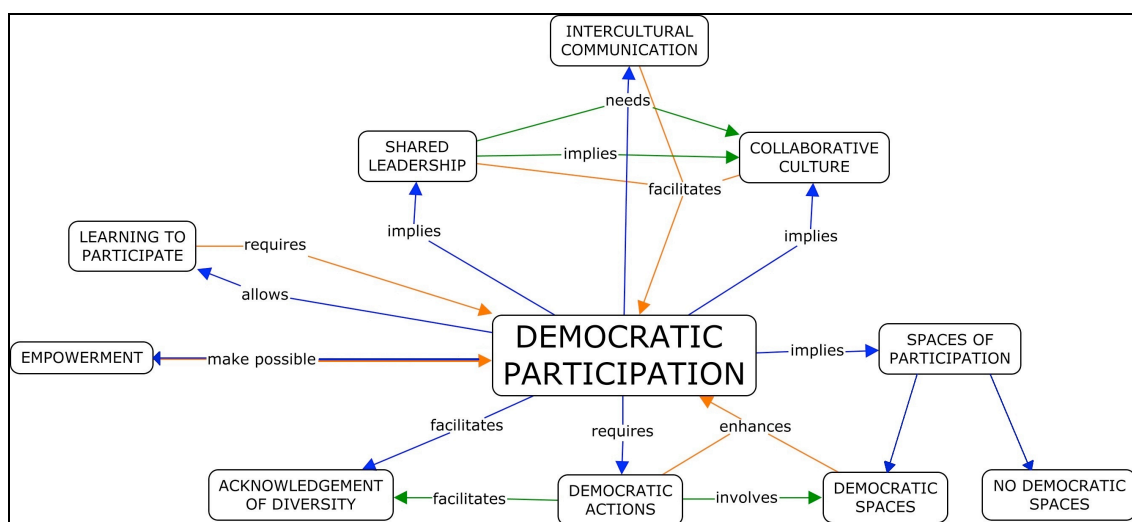 INTERCULTURAL
COMMUNICATION
needs
SHARED
LEADERSHIP
implies
COLLABORATIVE
CULTURE
facilitates
LEARNING TO
PARTICIPATE
requires
implies
implies
allows
DEMOCRATIC
PARTICIPATION
EMPOWERMENT
make possible
implies
SPACES OF
PARTICIPATION
facilitates
requires
enhances
ACKNOWLEDGEMENT
OF DIVERSITY
facilitates
DEMOCRATIC
ACTIONS
involves
DEMOCRATIC
SPACES
NO DEMOCRATIC
SPACES